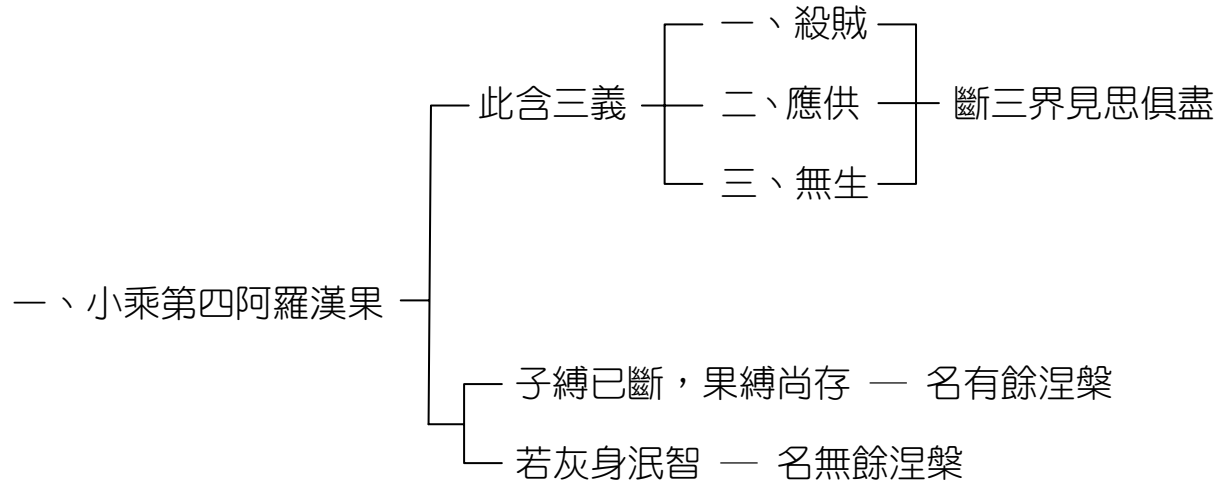 一、殺賊
此含三義
二、應供
斷三界見思俱盡
三、無生
一、小乘第四阿羅漢果
子縛已斷，果縛尚存 — 名有餘涅槃
若灰身泯智 — 名無餘涅槃